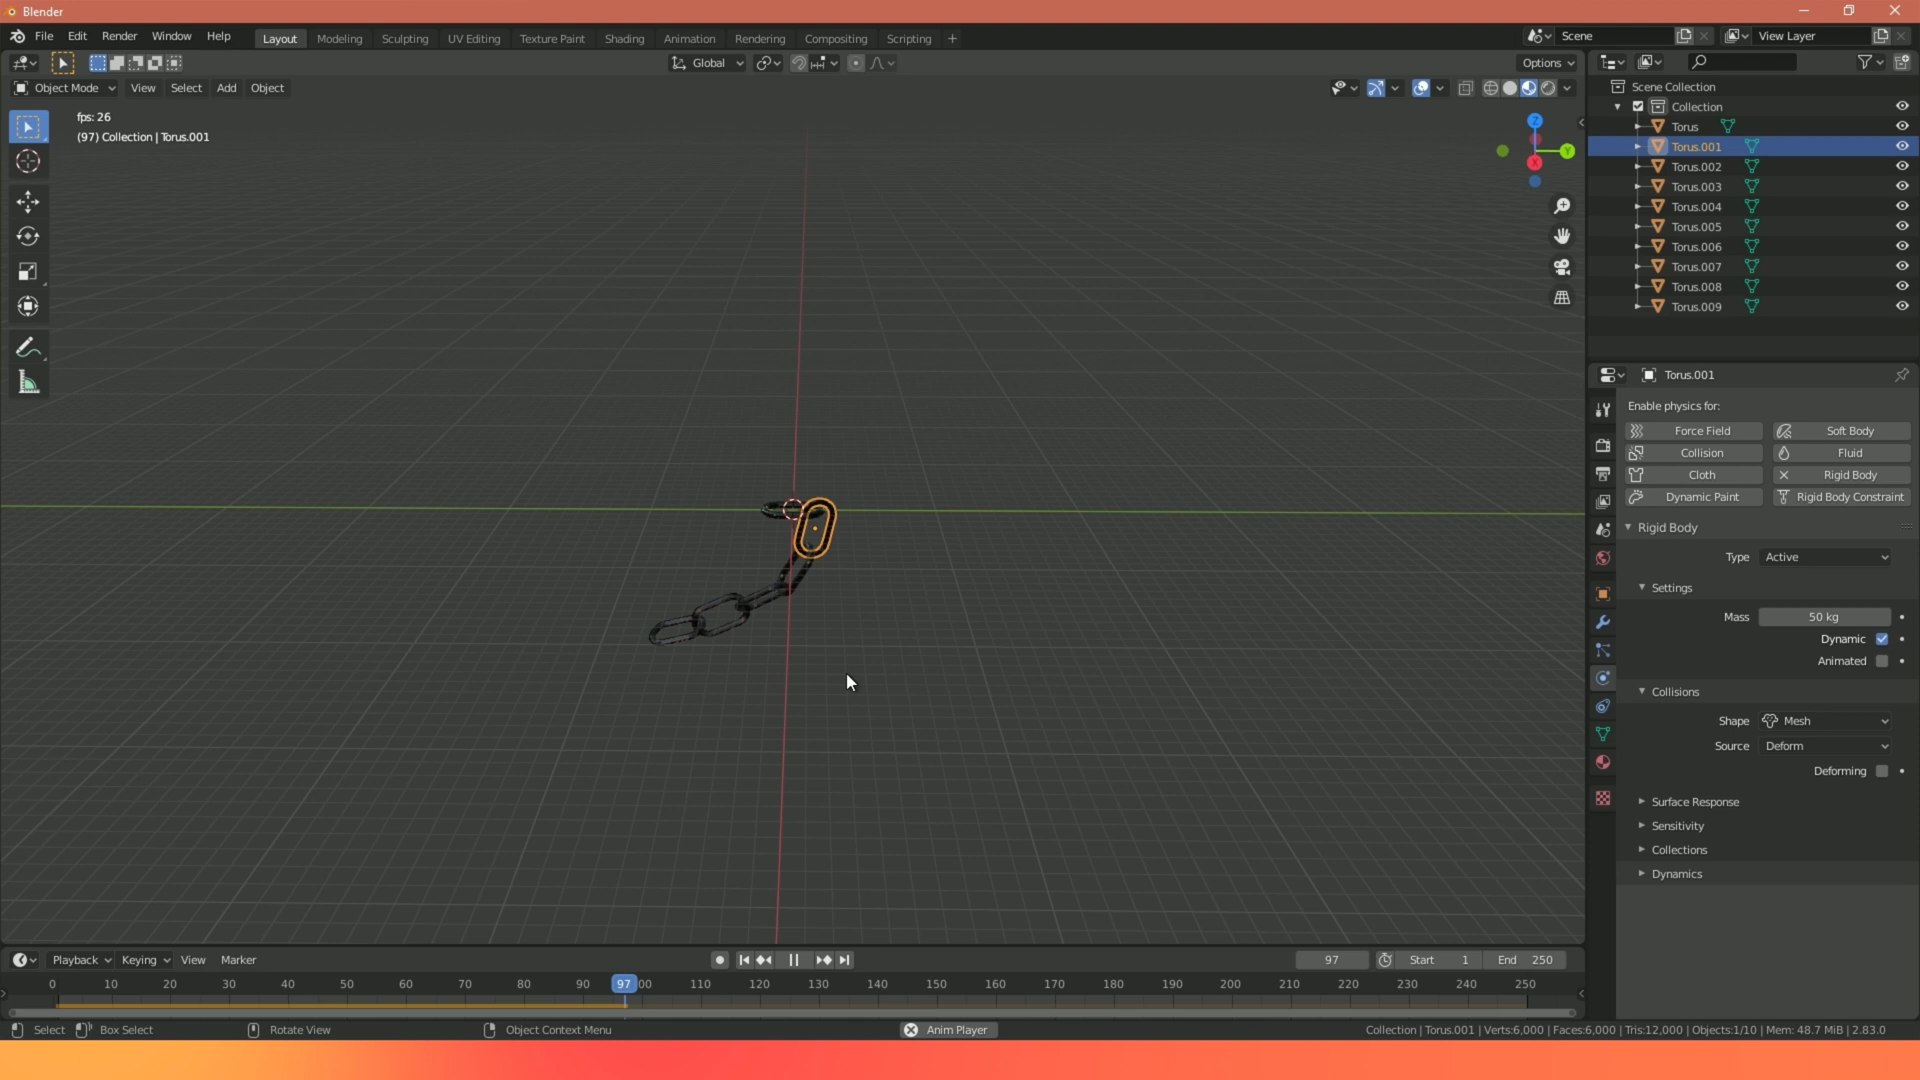 Blender
File Edit Render Window Help Layout Modeling Sculpting UV Editing Texture Paint Shading Animation Rendering Compositing Scripting + Scene View Layer
Global Options
Object Mode View Select Add Object
fps: 26
(97) Collection | Torus.001
Z
Y
X
Scene Collection
Collection
Torus
Torus.001
Torus.002
Torus.003
Torus.004
Torus.005
Torus.006
Torus.007
Torus.008
Torus.009
Torus.001
Enable physics for:
Force Field Soft Body
Collision Fluid
Cloth Rigid Body
Dynamic Paint Rigid Body Constraint
Rigid Body
Type Active
Settings
Mass 50 kg
Dynamic
Animated
Collisions
Shape Mesh
Source Deform
Deforming
Surface Response
Sensitivity
Collections
Dynamics
Playback Keying View Marker 97 Start 1 End 250
0 10 20 30 40 50 60 70 80 90 97 00 110 120 130 140 150 160 170 180 190 200 210 220 230 240 250
Select Box Select Rotate View Object Context Menu Anim Player Collection | Torus.001 | Verts:6,000 | Faces:6,000 | Tris:12,000 | Objects:1/10 | Mem: 48.7 MiB | 2.83.0